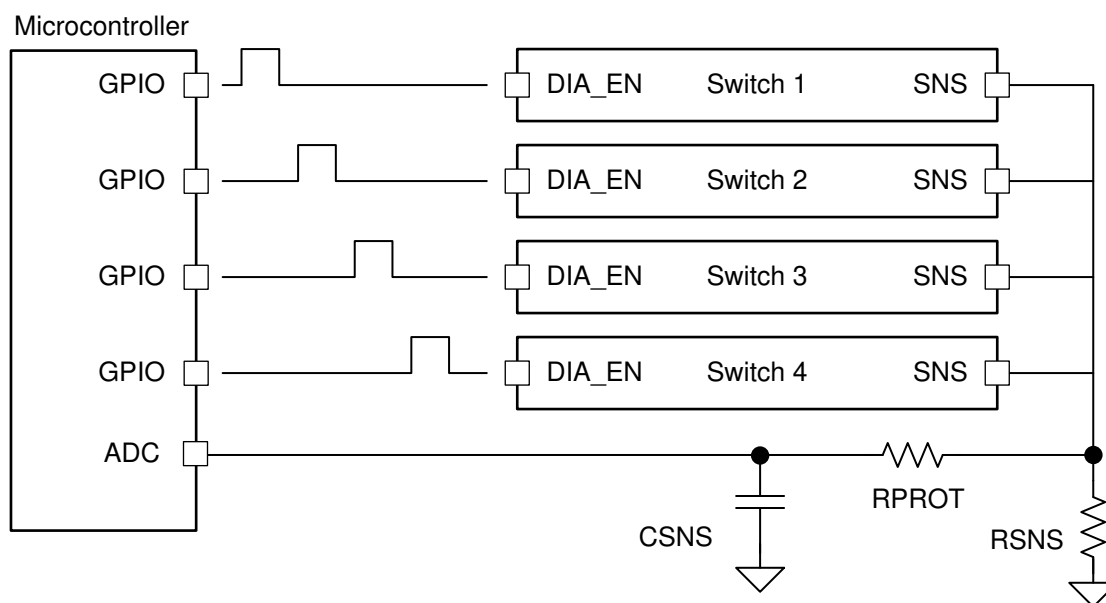 Microcontroller
GPIO DIA_EN Switch 1 SNS
GPIO DIA_EN Switch 2 SNS
GPIO DIA_EN Switch 3 SNS
GPIO DIA_EN Switch 4 SNS
ADC
RPROT
CSNS
RSNS